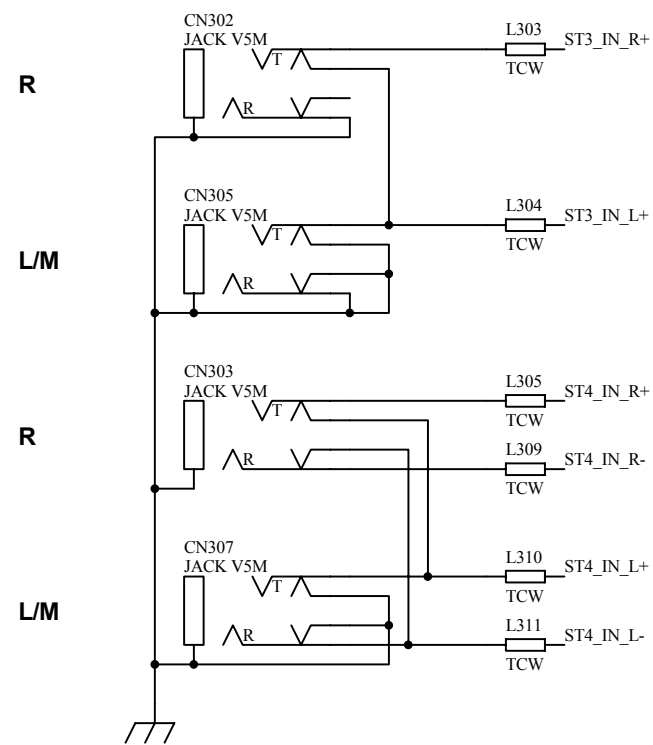 CN302
JACK V5M
T
R
R
L303
TCW
ST3_IN_R+
CN305
JACK V5M
T
R
L/M
L304
TCW
ST3_IN_L+
CN303
JACK V5M
T
R
R
L305
TCW
ST4_IN_R+
L309
TCW
ST4_IN_R-
CN307
JACK V5M
T
R
L/M
L310
TCW
ST4_IN_L+
L311
TCW
ST4_IN_L-